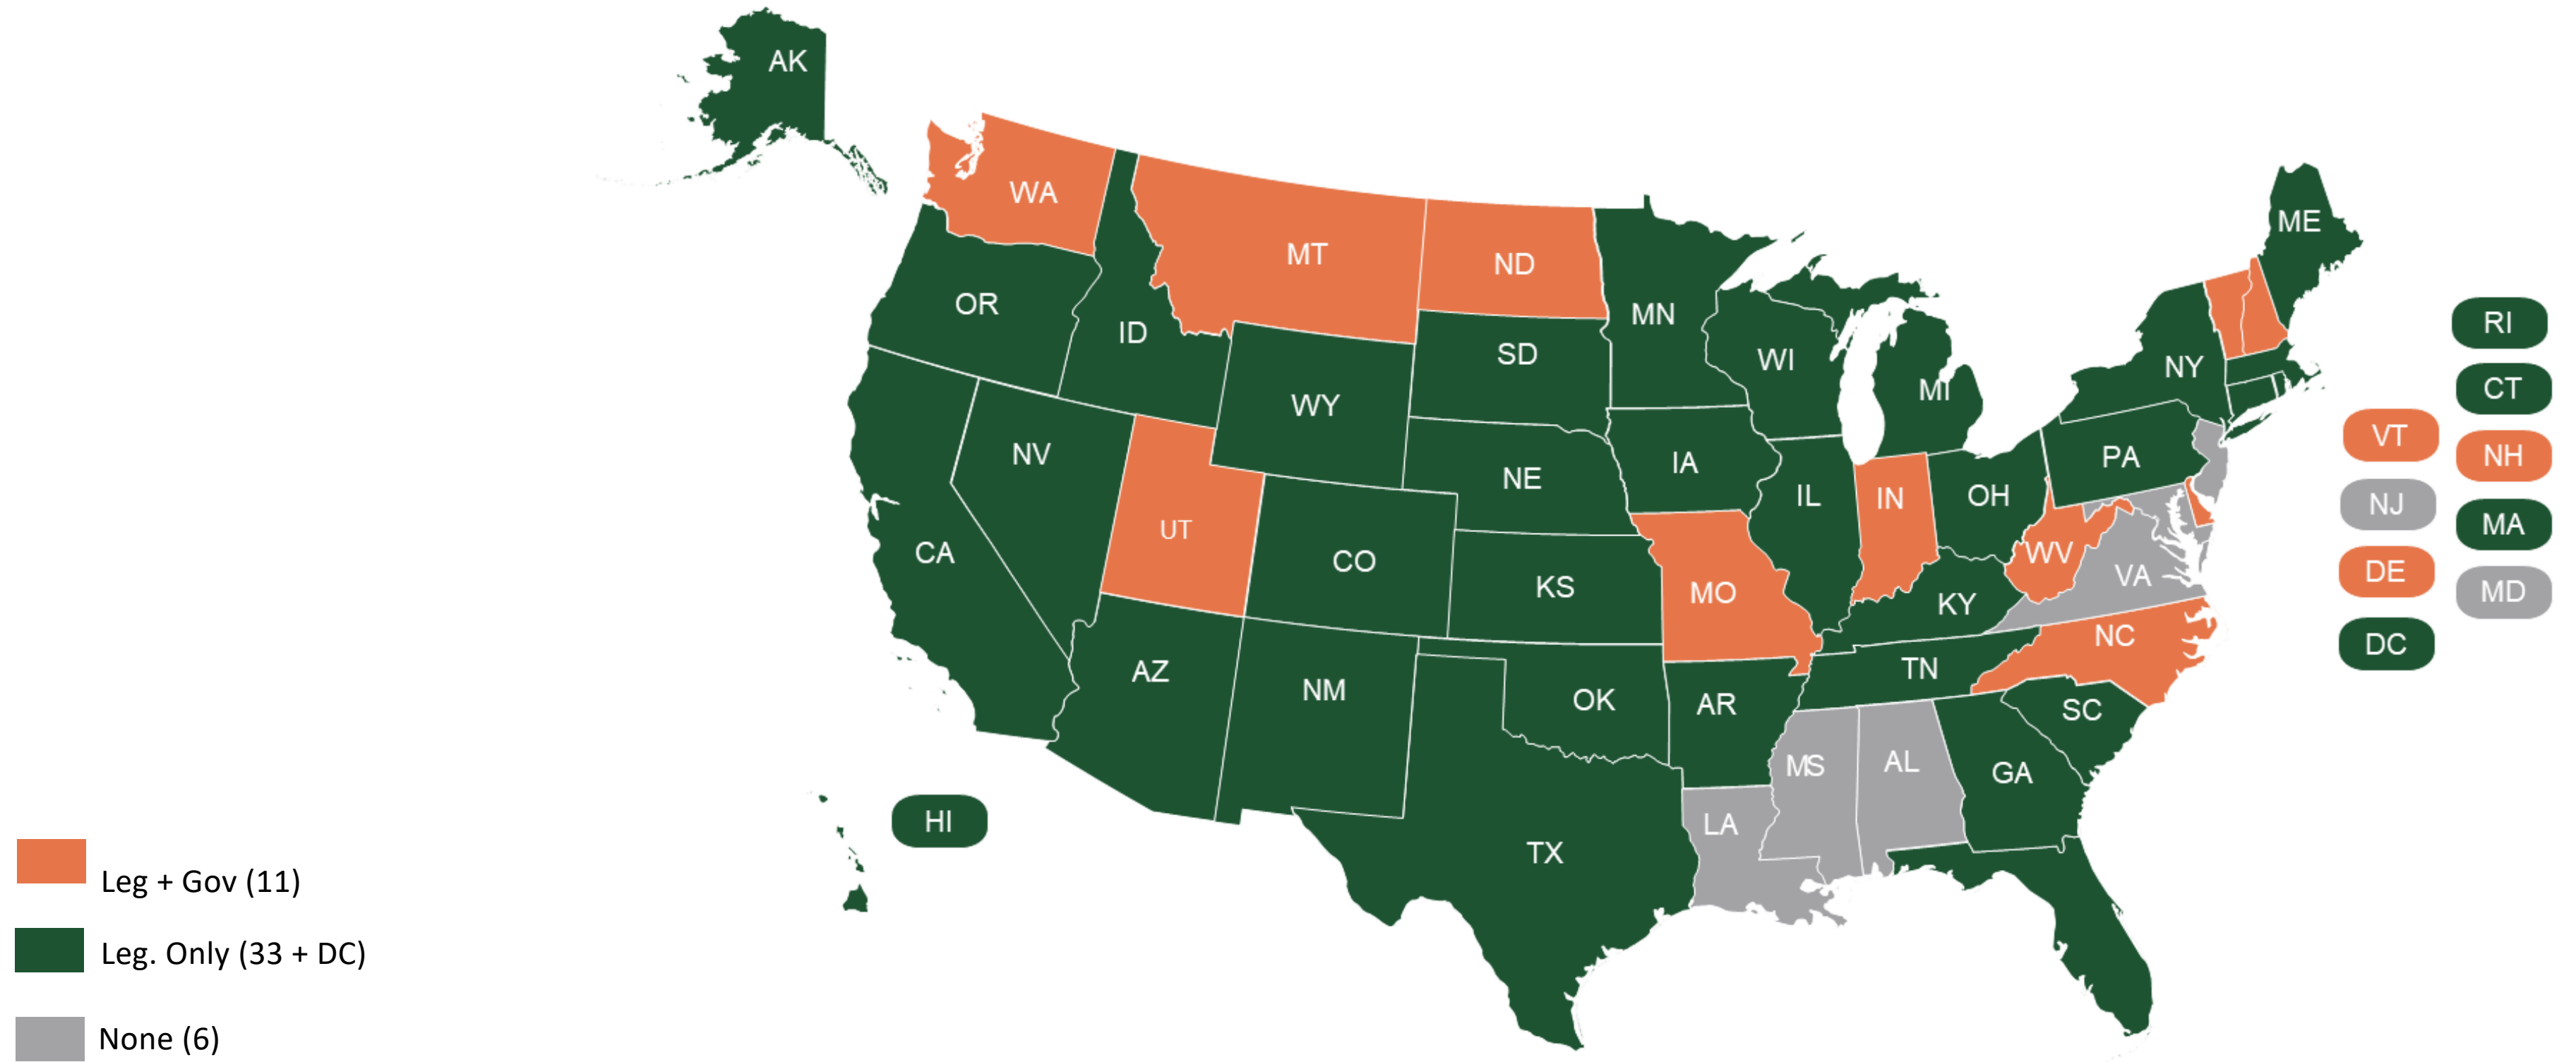 AK
WA
MT
ND
ME
OR
ID
MN
SD
WI
MI
NY
RI
CT
WY
VT
NH
NV
NE
IA
PA
IL
IN
OH
NJ
MA
UT
CA
CO
KS
MO
WV
VA
DE
MD
KY
NC
DC
AZ
NM
OK
AR
TN
SC
MS
AL
GA
HI
LA
TX
Leg + Gov (11)
Leg. Only (33 + DC)
None (6)